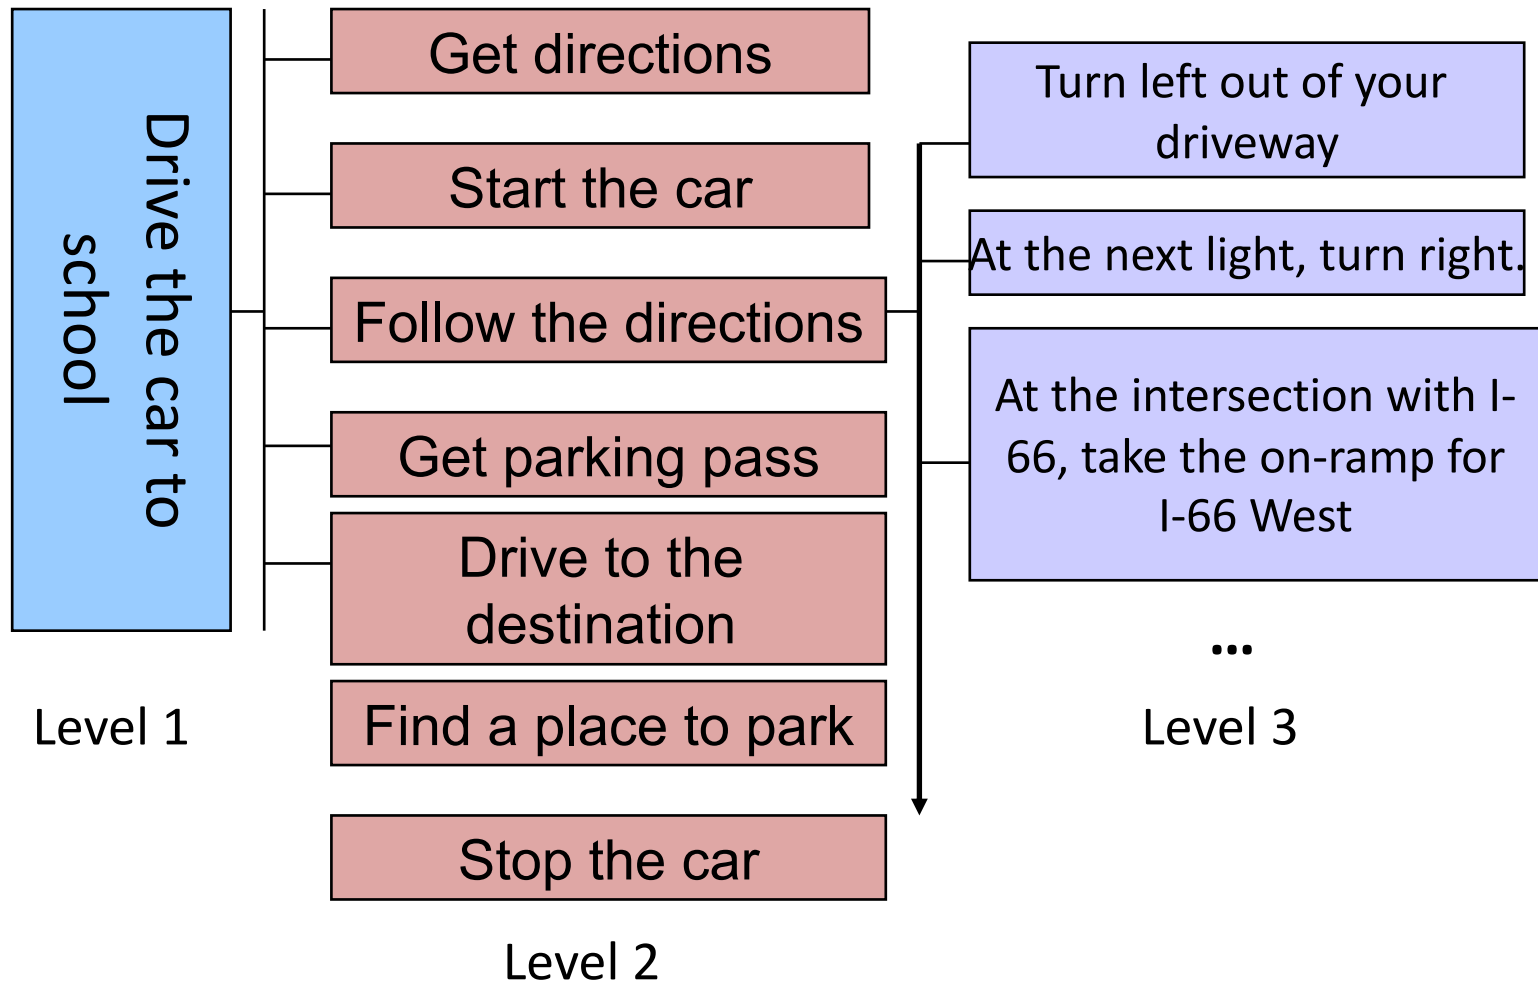 Drive the car to
school
Level 1
Get directions
Start the car
Follow the directions
Get parking pass
Drive to the
destination
Find a place to park
Stop the car
Level 2
Turn left out of your
driveway
At the next light, turn right.
At the intersection with I-
66, take the on-ramp for
I-66 West
...
Level 3